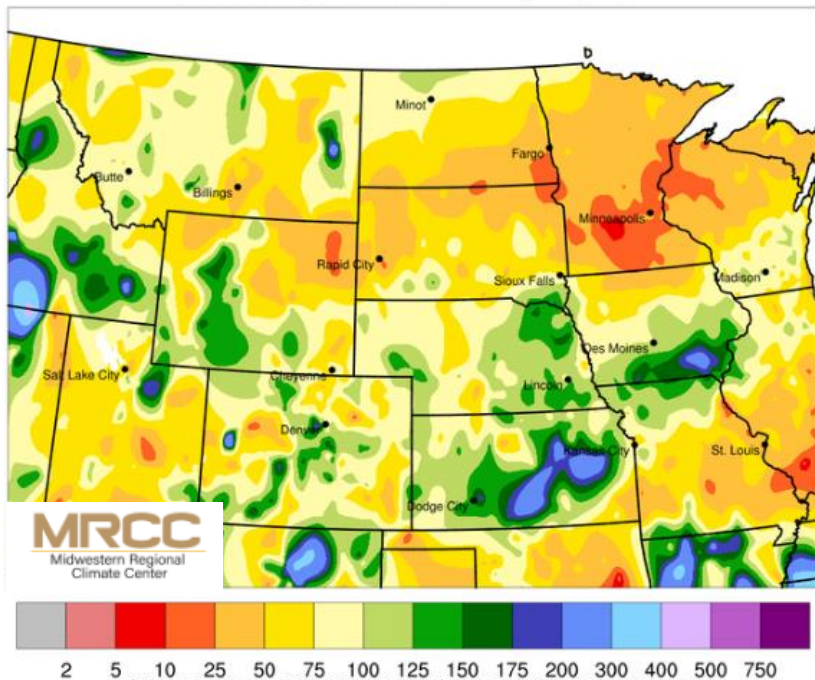 Minot
Fargo
Butte
Billings
Minneapolis
Rapid City
Sioux Falls
Madison
Des Moines
Salt Lake City
Cheyenne
Lincoln
Denver
Kansas City
St. Louis
Dodge City
MRCC
Midwestern Regional
Climate Center
2 5 10 25 50 75 100 125 150 175 200 300 400 500 750